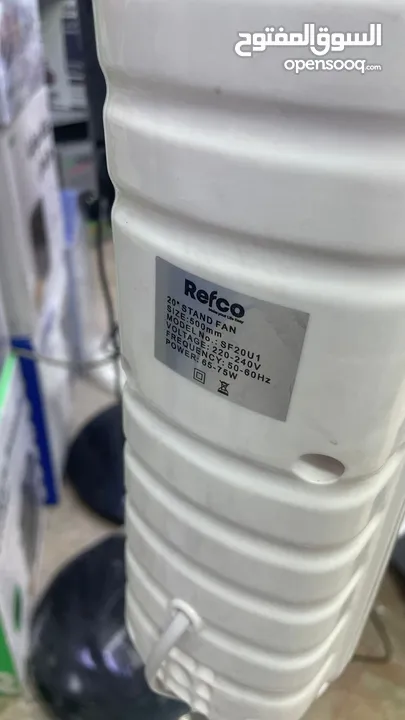 السوق المفتوح
opensooq.com
Refco
20" STAND FAN
SIZE:500mm
MODEL No.: SF20U1
VOLTAGE: 220-240V
FREQUENCY: 50-60Hz
POWER: 65-75W